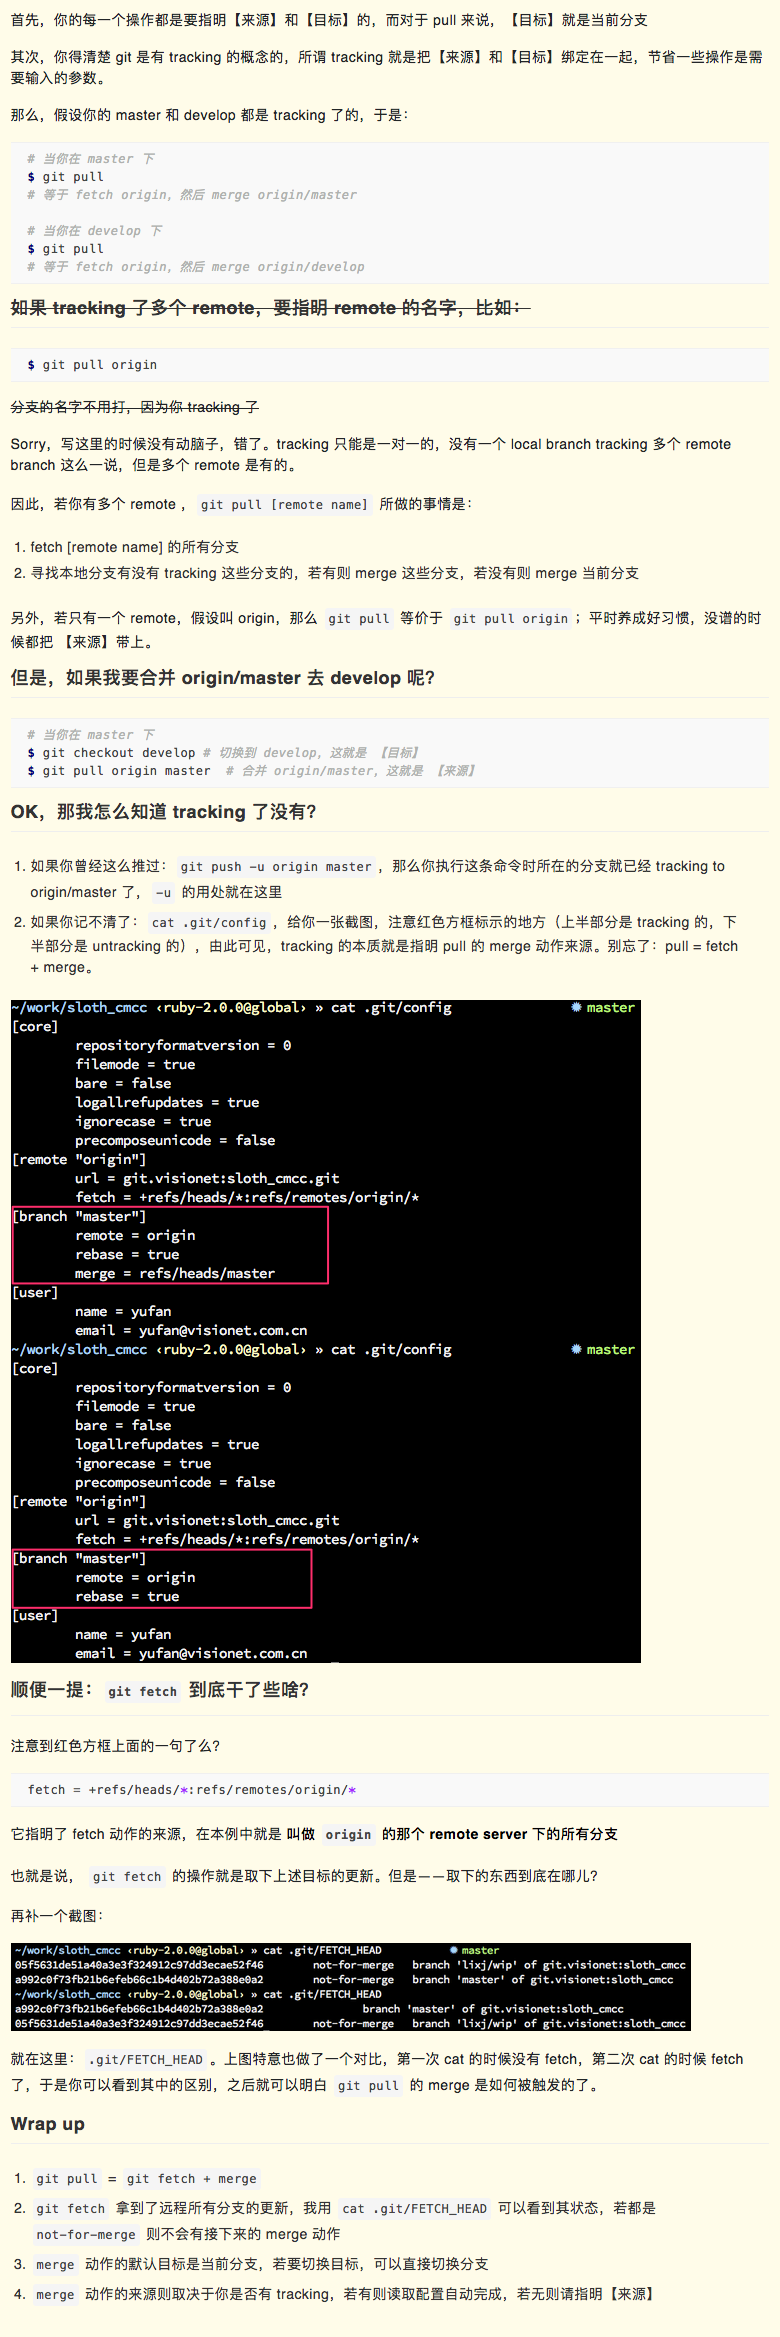 首先，你的每一个操作都是要指明【来源】和【目标】的，而对于 pull 来说，【目标】就是当前分支
其次，你得清楚 git 是有 tracking 的概念的，所谓 tracking 就是把【来源】和【目标】绑定在一起，节省一些操作是需
要输入的参数。
那么，假设你的 master 和 develop 都是 tracking 了的，于是：
# 当你在 master 下
$ git pull
# 等于 fetch origin，然后 merge origin/master
# 当你在 develop 下
$ git pull
# 等于 fetch origin，然后 merge origin/develop
如果 tracking 了多个 remote，要指明 remote 的名字，比如：
$ git pull origin
分支的名字不用打，因为你 tracking 了
Sorry，写这里的时候没有动脑子，错了。tracking 只能是一对一的，没有一个 local branch tracking 多个 remote
branch 这么一说，但是多个 remote 是有的。
因此，若你有多个 remote ， git pull [remote name] 所做的事情是：
1. fetch [remote name] 的所有分支
2. 寻找本地分支有没有 tracking 这些分支的，若有则 merge 这些分支，若没有则 merge 当前分支
另外，若只有一个 remote，假设叫 origin，那么 git pull 等价于 git pull origin ；平时养成好习惯，没谱的时
候都把 【来源】带上。
但是，如果我要合并 origin/master 去 develop 呢？
# 当你在 master 下
$ git checkout develop # 切换到 develop，这就是 【目标】
$ git pull origin master # 合并 origin/master，这就是 【来源】
OK，那我怎么知道 tracking 了没有？
1. 如果你曾经这么推过： git push -u origin master ，那么你执行这条命令时所在的分支就已经 tracking to
origin/master 了， -u 的用处就在这里
2. 如果你记不清了： cat .git/config ，给你一张截图，注意红色方框标示的地方（上半部分是 tracking 的，下
半部分是 untracking 的），由此可见，tracking 的本质就是指明 pull 的 merge 动作来源。别忘了：pull = fetch
+ merge。
~/work/sloth_cmcc ‹ruby-2.0.0@global› » cat .git/config ✹ master
[core]
repositoryformatversion = 0
filemode = true
bare = false
logallrefupdates = true
ignorecase = true
precomposeunicode = false
[remote "origin"]
url = git.visionet:sloth_cmcc.git
fetch = +refs/heads/*:refs/remotes/origin/*
[branch "master"]
remote = origin
rebase = true
merge = refs/heads/master
[user]
name = yufan
email = yufan@visionet.com.cn
~/work/sloth_cmcc ‹ruby-2.0.0@global› » cat .git/config ✹ master
[core]
repositoryformatversion = 0
filemode = true
bare = false
logallrefupdates = true
ignorecase = true
precomposeunicode = false
[remote "origin"]
url = git.visionet:sloth_cmcc.git
fetch = +refs/heads/*:refs/remotes/origin/*
[branch "master"]
remote = origin
rebase = true
[user]
name = yufan
email = yufan@visionet.com.cn
顺便一提： git fetch 到底干了些啥？
注意到红色方框上面的一句了么？
fetch = +refs/heads/*:refs/remotes/origin/*
它指明了 fetch 动作的来源，在本例中就是 叫做 origin 的那个 remote server 下的所有分支
也就是说， git fetch 的操作就是取下上述目标的更新。但是——取下的东西到底在哪儿？
再补一个截图：
~/work/sloth_cmcc ‹ruby-2.0.0@global› » cat .git/FETCH_HEAD ✹ master
05f5631de51a40a3e3f324912c97dd3ecae52f46 not-for-merge branch 'lixj/wip' of git.visionet:sloth_cmcc
a992c0f73fb21b6efeb66c1b4d402b72a388e0a2 not-for-merge branch 'master' of git.visionet:sloth_cmcc
~/work/sloth_cmcc ‹ruby-2.0.0@global› » cat .git/FETCH_HEAD
a992c0f73fb21b6efeb66c1b4d402b72a388e0a2 branch 'master' of git.visionet:sloth_cmcc
05f5631de51a40a3e3f324912c97dd3ecae52f46 not-for-merge branch 'lixj/wip' of git.visionet:sloth_cmcc
就在这里： .git/FETCH_HEAD 。上图特意也做了一个对比，第一次 cat 的时候没有 fetch，第二次 cat 的时候 fetch
了，于是你可以看到其中的区别，之后就可以明白 git pull 的 merge 是如何被触发的了。
Wrap up
1. git pull = git fetch + merge
2. git fetch 拿到了远程所有分支的更新，我用 cat .git/FETCH_HEAD 可以看到其状态，若都是
not-for-merge 则不会有接下来的 merge 动作
3. merge 动作的默认目标是当前分支，若要切换目标，可以直接切换分支
4. merge 动作的来源则取决于你是否有 tracking，若有则读取配置自动完成，若无则请指明【来源】